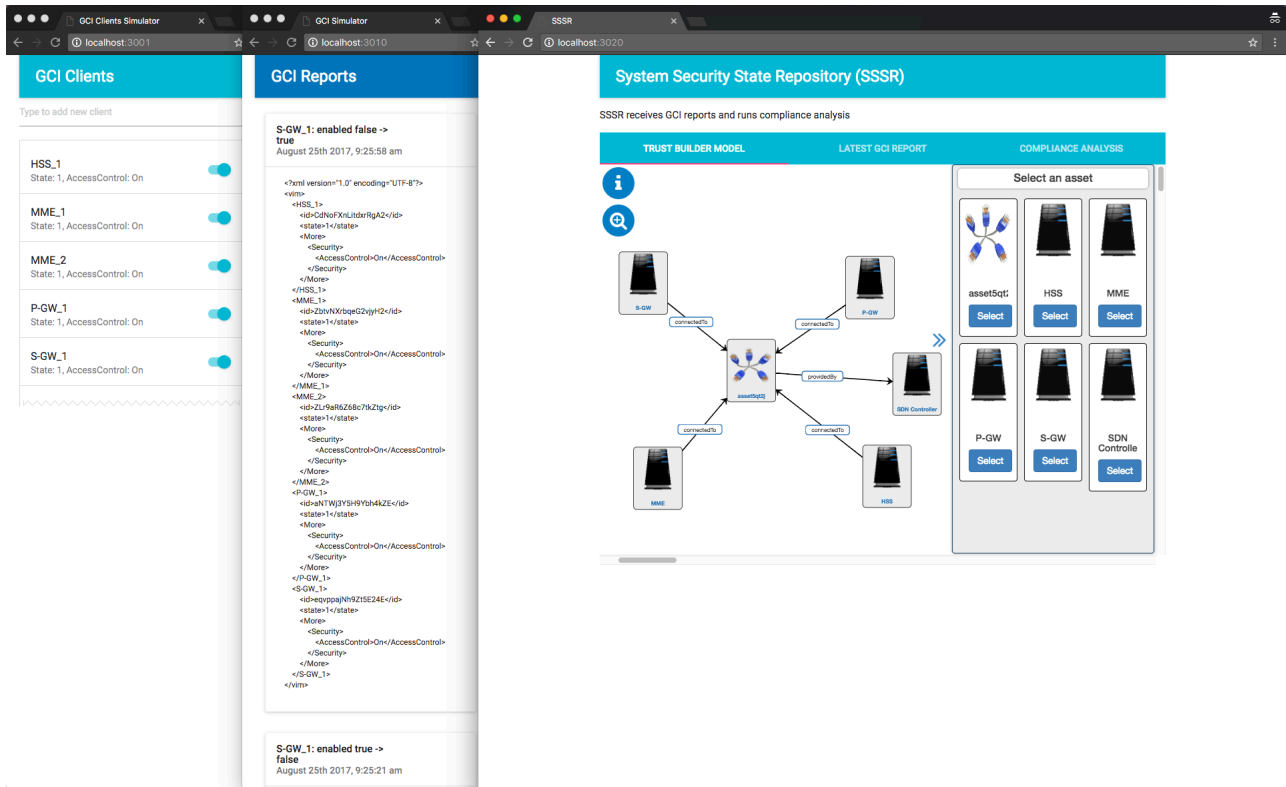 GCI Clients Simulator
localhost:3001
GCI Clients
Type to add new client
HSS_1
State: 1, AccessControl: On
MME_1
State: 1, AccessControl: On
MME_2
State: 1, AccessControl: On
P-GW_1
State: 1, AccessControl: On
S-GW_1
State: 1, AccessControl: On
GCI Simulator
localhost:3010
GCI Reports
S-GW_1: enabled false ->
true
August 25th 2017, 9:25:58 am
<?xml version="1.0" encoding="UTF-8"?>
<vim>
<HSS_1>
<id>CdNoFXnLitdxrRgA2</id>
<state>1</state>
<More>
<Security>
<AccessControl>On</AccessControl>
</Security>
</More>
</HSS_1>
<MME_1>
<id>ZbtvNXrbqeG2vjyH2</id>
<state>1</state>
<More>
<Security>
<AccessControl>On</AccessControl>
</Security>
</More>
</MME_1>
<MME_2>
<id>ZLr9aR6Z68c7tkZtg</id>
<state>1</state>
<More>
<Security>
<AccessControl>On</AccessControl>
</Security>
</More>
</MME_2>
<P-GW_1>
<id>aNTWj3Y5H9Ybh4kZE</id>
<state>1</state>
<More>
<Security>
<AccessControl>On</AccessControl>
</Security>
</More>
</P-GW_1>
<S-GW_1>
<id>eqvppajNh9Zt5E24E</id>
<state>1</state>
<More>
<Security>
<AccessControl>On</AccessControl>
</Security>
</More>
</S-GW_1>
</vim>
S-GW_1: enabled true ->
false
August 25th 2017, 9:25:21 am
SSSR
localhost:3020
System Security State Repository (SSSR)
SSSR receives GCI reports and runs compliance analysis
TRUST BUILDER MODEL
LATEST GCI REPORT
COMPLIANCE ANALYSIS
S-GW
P-GW
connectedTo
connectedTo
asset5qt2j
providedBy
SDN Controller
connectedTo
connectedTo
MME
HSS
Select an asset
asset5qt2
HSS
MME
Select
Select
Select
P-GW
S-GW
SDN
Controlle
Select
Select
Select